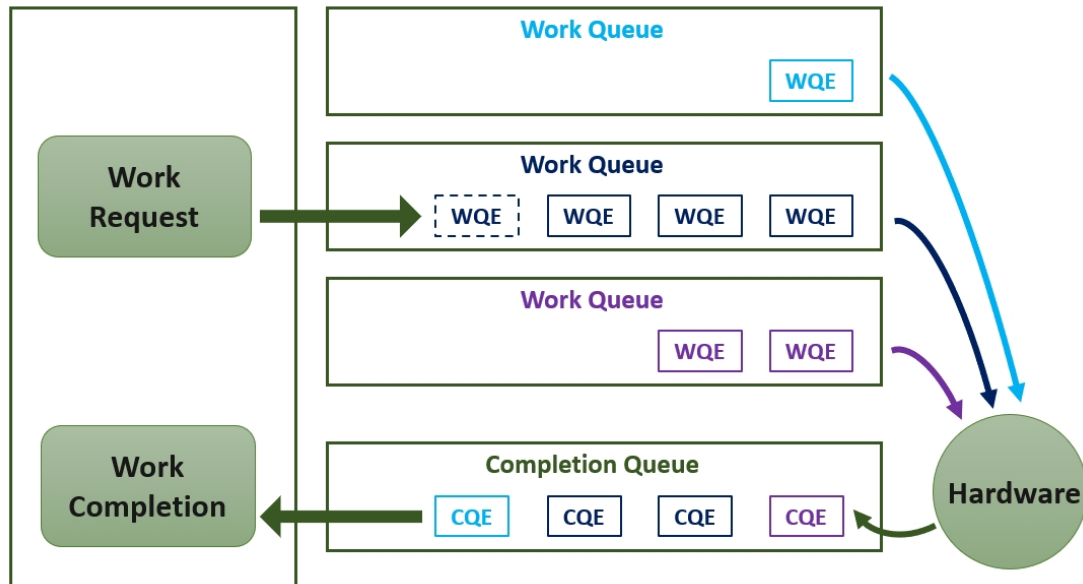 Work Queue
WQE
Work
Request
Work Queue
WQE WQE WQE WQE
Work Queue
WQE WQE
Work
Completion
Completion Queue
CQE CQE CQE CQE
Hardware